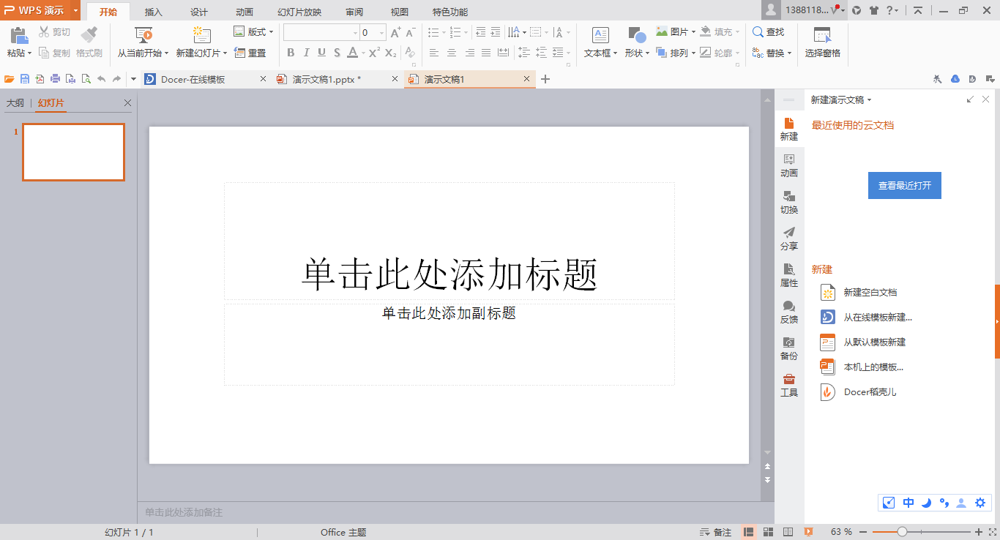 WPS 演示
开始 插入 设计 动画 幻灯片放映 审阅 视图 特色功能
1388118...
粘贴 剪切 复制 格式刷 从当前开始 新建幻灯片 版式 重置
0
B I U S A X² X₂
文本框 形状 图片 排列 填充 轮廓 查找 替换 选择窗格
Docer-在线模板 演示文稿1.pptx * 演示文稿1
大纲 幻灯片
1
单击此处添加标题
单击此处添加副标题
单击此处添加备注
新建
动画
切换
分享
属性
反馈
备份
工具
新建演示文稿
最近使用的云文档
查看最近打开
新建
新建空白文档
从在线模板新建...
从默认模板新建
本机上的模板...
Docer稻壳儿
中
幻灯片 1 / 1 Office 主题 备注 63 %